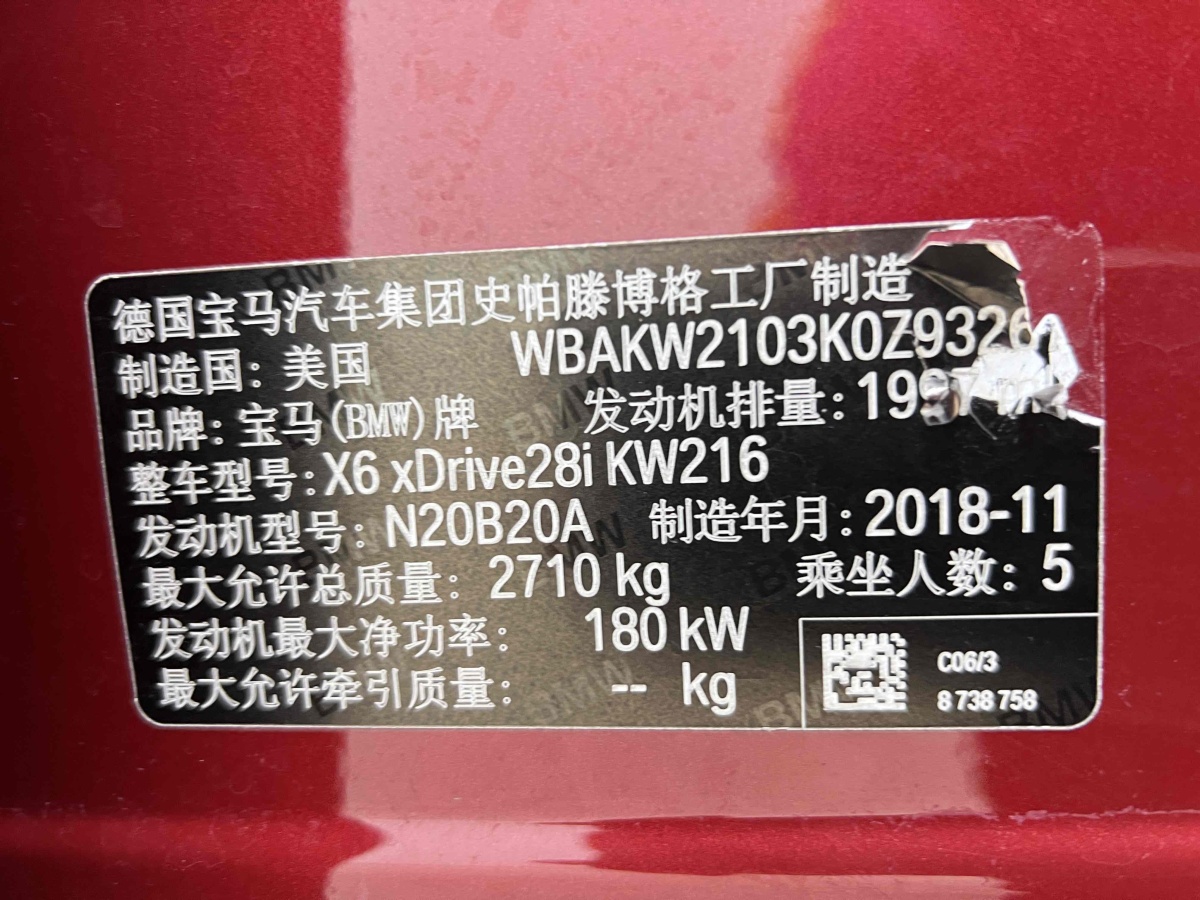 德国宝马汽车集团史帕滕博格工厂制造
制造国: 美国 WBAKW2103K0Z9326
品牌: 宝马(BMW)牌 发动机排量: 1997 ml
整车型号: X6 xDrive28i KW216
发动机型号: N20B20A 制造年月: 2018-11
最大允许总质量: 2710 kg 乘坐人数: 5
发动机最大净功率: 180 kW
最大允许牵引质量: -- kg
C06/3
8 738 758